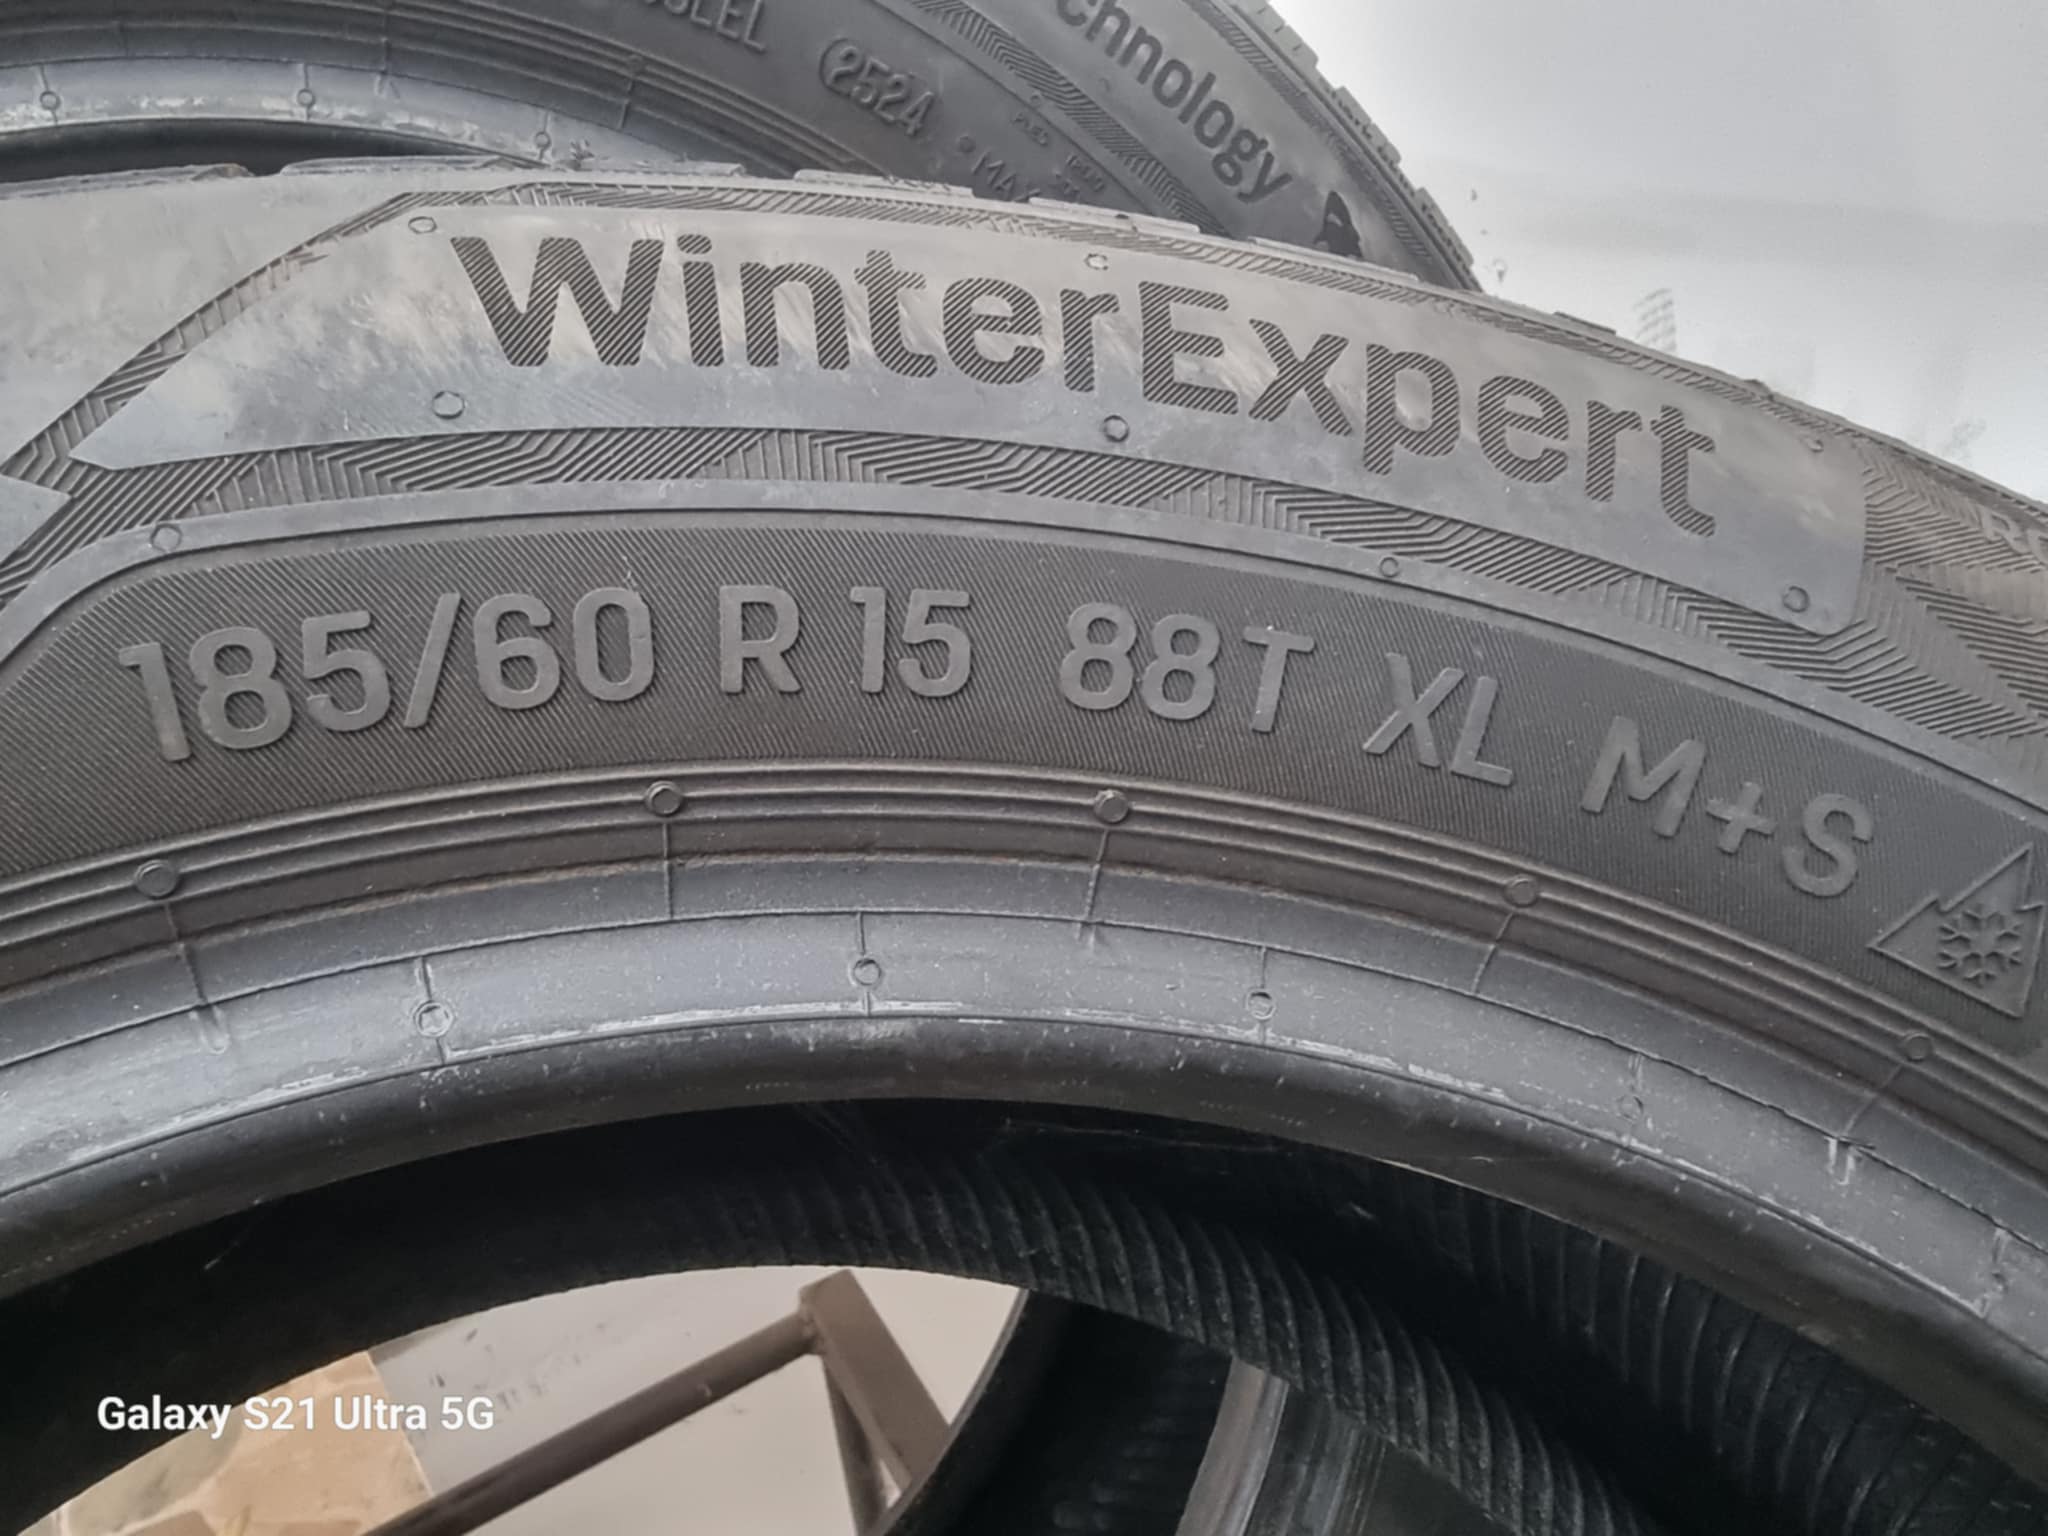 2524
chnology
WinterExpert
185/60 R 15 88T XL M+S
Galaxy S21 Ultra 5G